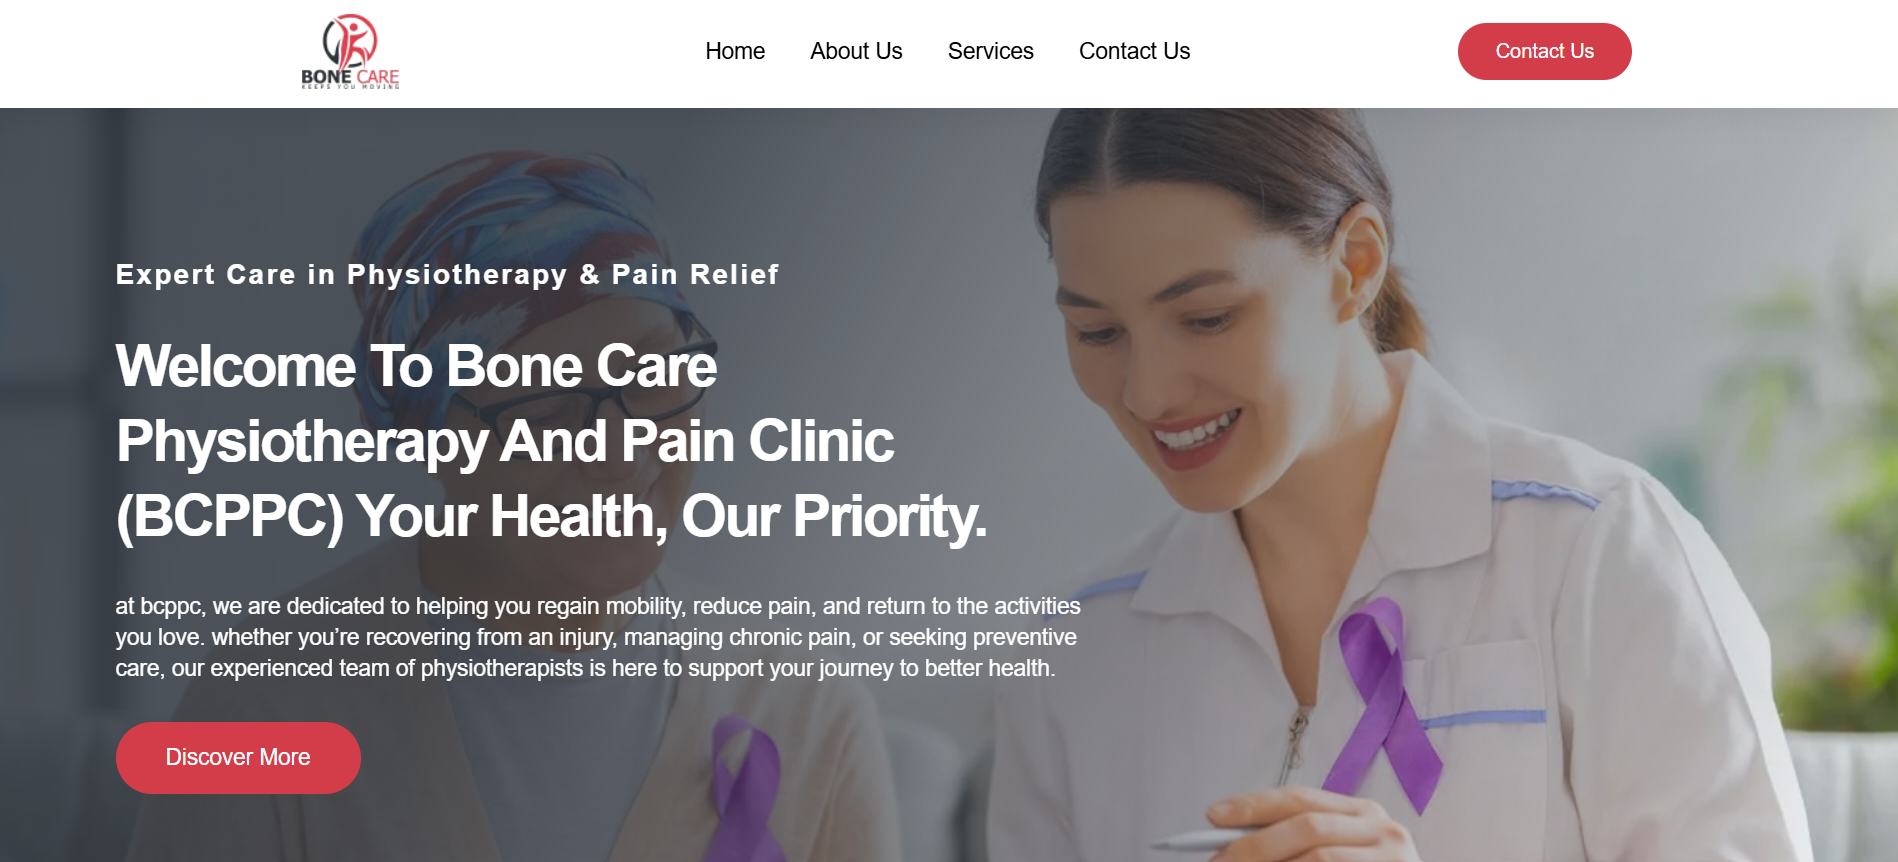 BONE CARE
KEEPS YOU MOVING
Home About Us Services Contact Us
Contact Us
Expert Care in Physiotherapy & Pain Relief
Welcome To Bone Care
Physiotherapy And Pain Clinic
(BCPPC) Your Health, Our Priority.
at bcppc, we are dedicated to helping you regain mobility, reduce pain, and return to the activities
you love. whether you’re recovering from an injury, managing chronic pain, or seeking preventive
care, our experienced team of physiotherapists is here to support your journey to better health.
Discover More